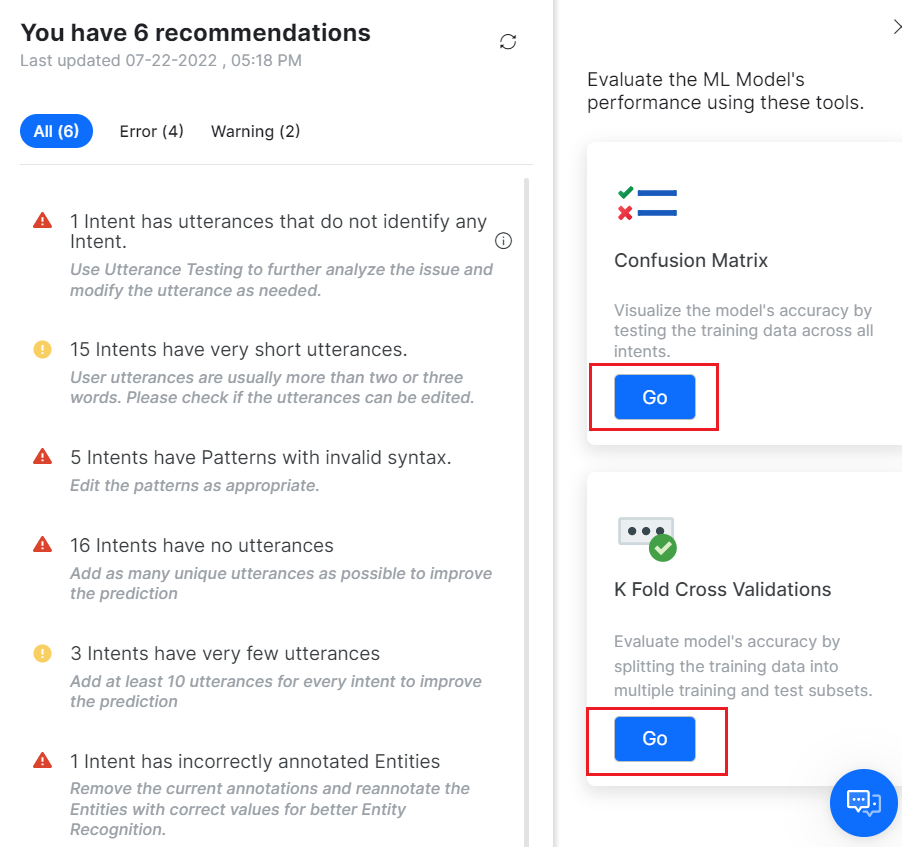 You have 6 recommendations
Last updated 07-22-2022 , 05:18 PM
All (6)
Error (4)
Warning (2)
1 Intent has utterances that do not identify any
Intent.
Use Utterance Testing to further analyze the issue and
modify the utterance as needed.
15 Intents have very short utterances.
User utterances are usually more than two or three
words. Please check if the utterances can be edited.
5 Intents have Patterns with invalid syntax.
Edit the patterns as appropriate.
16 Intents have no utterances
Add as many unique utterances as possible to improve
the prediction
3 Intents have very few utterances
Add at least 10 utterances for every intent to improve
the prediction
1 Intent has incorrectly annotated Entities
Remove the current annotations and reannotate the
Entities with correct values for better Entity
Recognition.
Evaluate the ML Model's
performance using these tools.
Confusion Matrix
Visualize the model's accuracy by
testing the training data across all
intents.
Go
K Fold Cross Validations
Evaluate model's accuracy by
splitting the training data into
multiple training and test subsets.
Go